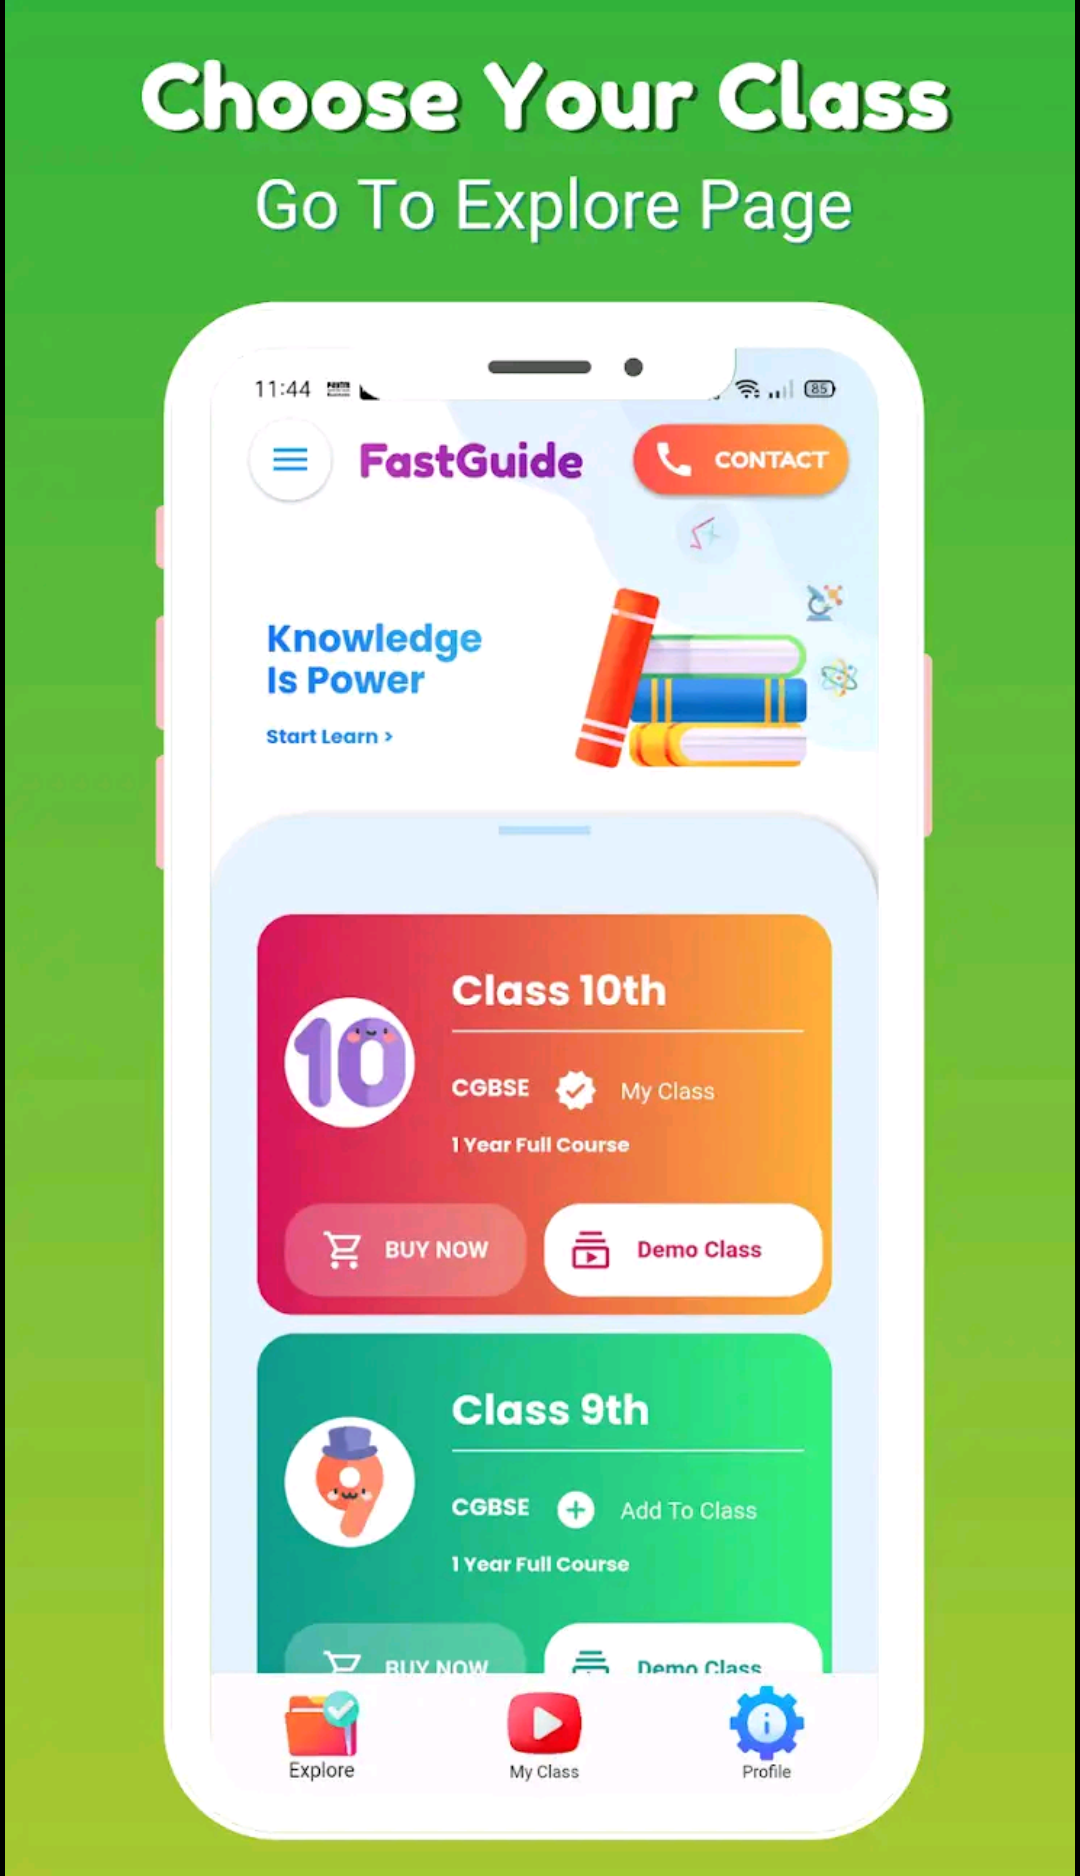 Choose Your Class
Go To Explore Page
11:44
85
FastGuide
CONTACT
Knowledge
Is Power
Start Learn >
Class 10th
10
CGBSE
My Class
1 Year Full Course
BUY NOW
Demo Class
Class 9th
9
CGBSE
Add To Class
1 Year Full Course
BUY NOW
Demo Class
Explore
My Class
Profile